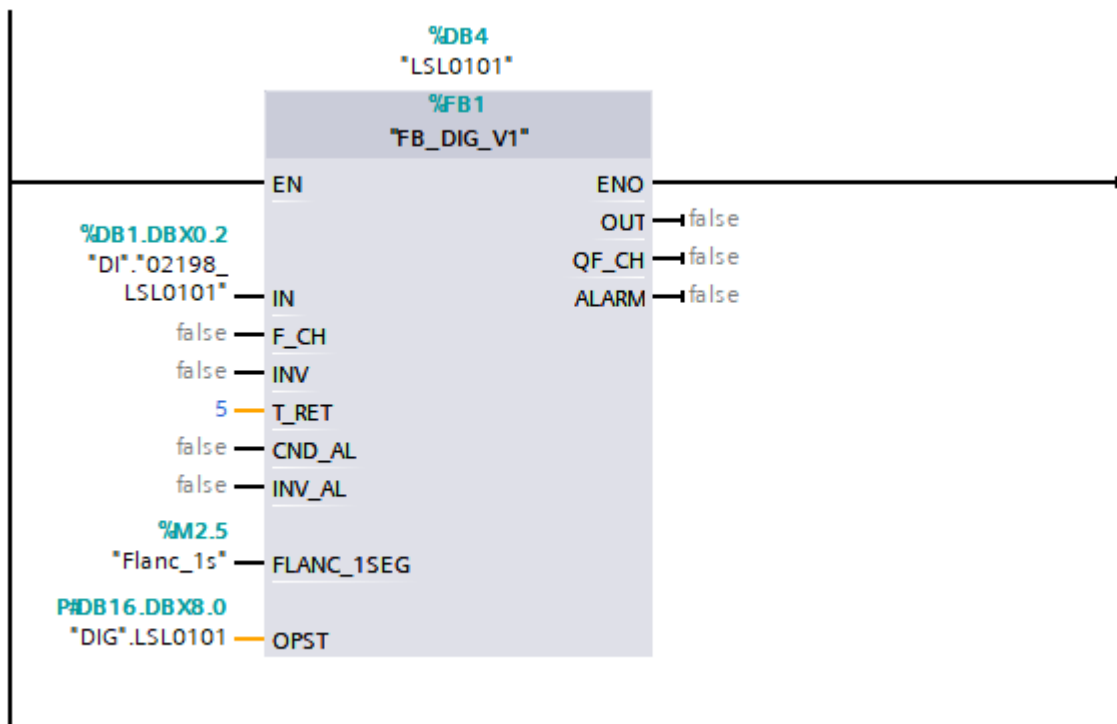 %DB4
"LSL0101"
%FB1
"FB_DIG_V1"
EN ENO
OUT false
%DB1.DBX0.2
"DI"."02198_
LSL0101" IN
QF_CH false
ALARM false
false F_CH
false INV
5 T_RET
false CND_AL
false INV_AL
%M2.5
"Flanc_1s" FLANC_1SEG
P#DB16.DBX8.0
"DIG".LSL0101 OPST